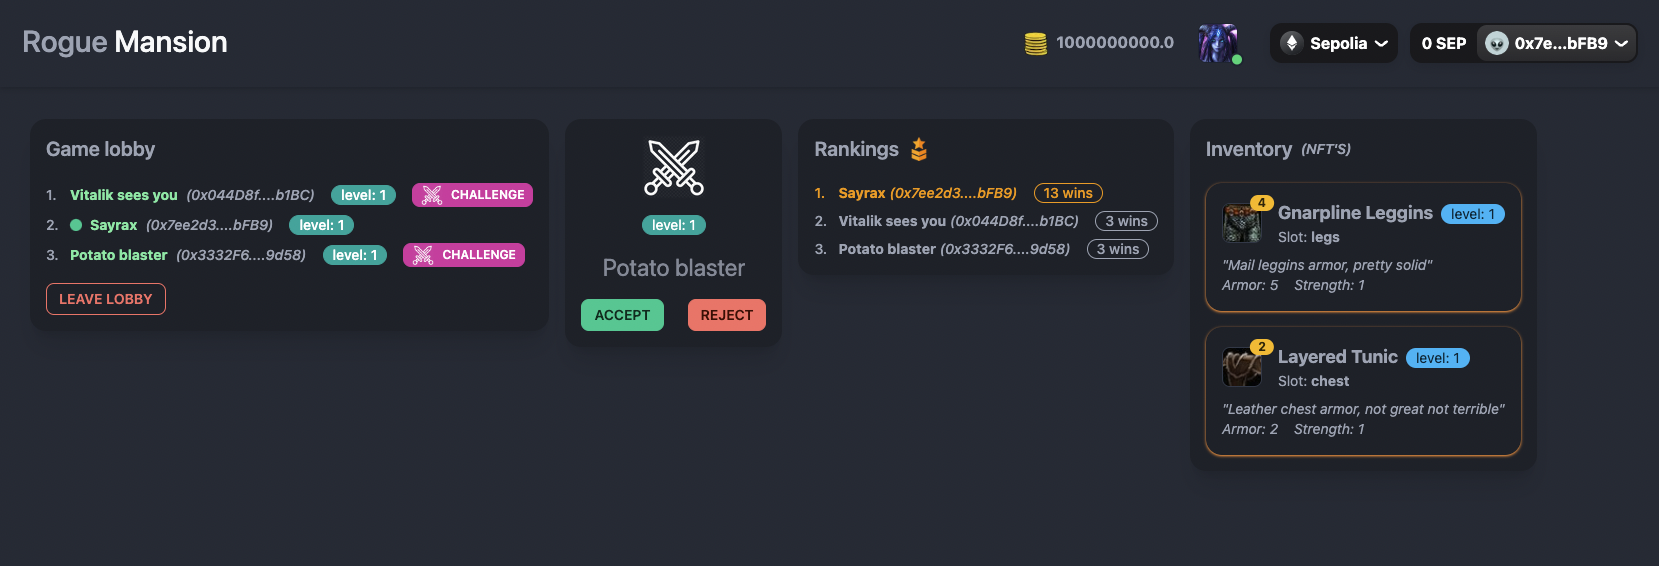 Rogue Mansion
1000000000.0
Sepolia
0 SEP
0x7e...bFB9
Game lobby
1. Vitalik sees you (0x044D8f....b1BC) level: 1 CHALLENGE
2. Sayrax (0x7ee2d3....bFB9) level: 1
3. Potato blaster (0x3332F6....9d58) level: 1 CHALLENGE
LEAVE LOBBY
level: 1
Potato blaster
ACCEPT REJECT
Rankings
1. Sayrax (0x7ee2d3....bFB9) 13 wins
2. Vitalik sees you (0x044D8f....b1BC) 3 wins
3. Potato blaster (0x3332F6....9d58) 3 wins
Inventory (NFT'S)
4
Gnarpline Leggins level: 1
Slot: legs
"Mail leggins armor, pretty solid"
Armor: 5 Strength: 1
2
Layered Tunic level: 1
Slot: chest
"Leather chest armor, not great not terrible"
Armor: 2 Strength: 1